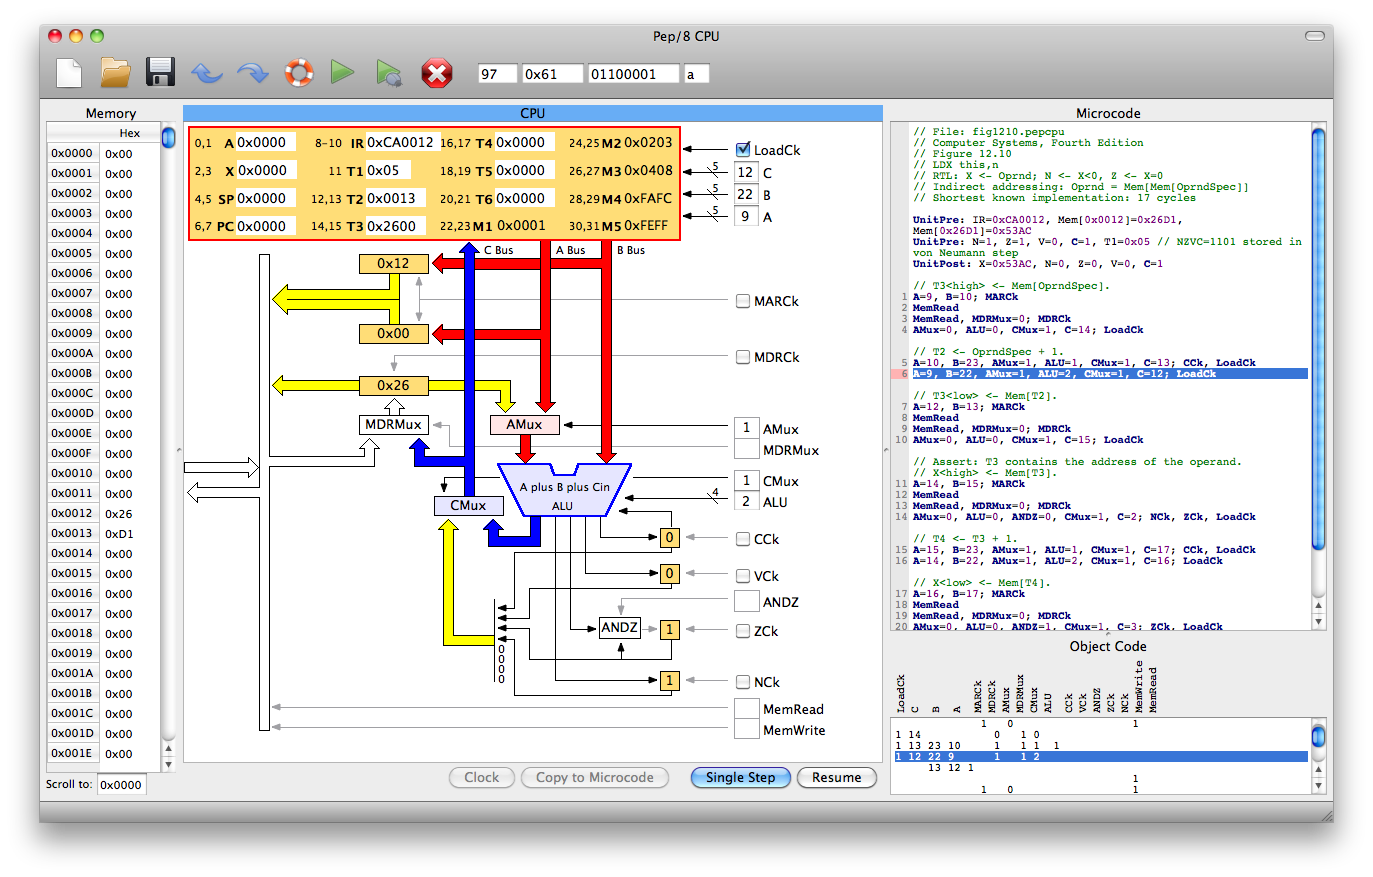 Pep/8 CPU
97 0x61 01100001 a
Memory
Hex
0x0000 0x00
0x0001 0x00
0x0002 0x00
0x0003 0x00
0x0004 0x00
0x0005 0x00
0x0006 0x00
0x0007 0x00
0x0008 0x00
0x0009 0x00
0x000A 0x00
0x000B 0x00
0x000C 0x00
0x000D 0x00
0x000E 0x00
0x000F 0x00
0x0010 0x00
0x0011 0x00
0x0012 0x26
0x0013 0xD1
0x0014 0x00
0x0015 0x00
0x0016 0x00
0x0017 0x00
0x0018 0x00
0x0019 0x00
0x001A 0x00
0x001B 0x00
0x001C 0x00
0x001D 0x00
0x001E 0x00
Scroll to: 0x0000
CPU
0,1 A 0x0000 8-10 IR 0xCA0012 16,17 T4 0x0000 24,25 M2 0x0203
2,3 X 0x0000 11 T1 0x05 18,19 T5 0x0000 26,27 M3 0x0408
4,5 SP 0x0000 12,13 T2 0x0013 20,21 T6 0x0000 28,29 M4 0xFAFC
6,7 PC 0x0000 14,15 T3 0x2600 22,23 M1 0x0001 30,31 M5 0xFEFF
LoadCk
5 12 C
5 22 B
5 9 A
C Bus A Bus B Bus
0x12
MARCk
0x00
MDRCk
0x26
MDRMux AMux 1 AMux
MDRMux
A plus B plus Cin
ALU
1 CMux
CMux
4 2 ALU
0 CCk
0 VCk
ANDZ
ANDZ 1 ZCk
0
0
0
0
1 NCk
MemRead
MemWrite
Clock Copy to Microcode Single Step Resume
Microcode
// File: fig1210.pepcpu
// Computer Systems, Fourth Edition
// Figure 12.10
// LDX this,n
// RTL: X <- Oprnd; N <- X<0, Z <- X=0
// Indirect addressing: Oprnd = Mem[Mem[OprndSpec]]
// Shortest known implementation: 17 cycles
UnitPre: IR=0xCA0012, Mem[0x0012]=0x26D1,
Mem[0x26D1]=0x53AC
UnitPre: N=1, Z=1, V=0, C=1, T1=0x05 // NZVC=1101 stored in
von Neumann step
UnitPost: X=0x53AC, N=0, Z=0, V=0, C=1
// T3<high> <- Mem[OprndSpec].
1 A=9, B=10; MARCk
2 MemRead
3 MemRead, MDRMux=0; MDRCk
4 AMux=0, ALU=0, CMux=1, C=14; LoadCk
// T2 <- OprndSpec + 1.
5 A=10, B=23, AMux=1, ALU=1, CMux=1, C=13; CCk, LoadCk
6 A=9, B=22, AMux=1, ALU=2, CMux=1, C=12; LoadCk
// T3<low> <- Mem[T2].
7 A=12, B=13; MARCk
8 MemRead
9 MemRead, MDRMux=0; MDRCk
10 AMux=0, ALU=0, CMux=1, C=15; LoadCk
// Assert: T3 contains the address of the operand.
// X<high> <- Mem[T3].
11 A=14, B=15; MARCk
12 MemRead
13 MemRead, MDRMux=0; MDRCk
14 AMux=0, ALU=0, ANDZ=0, CMux=1, C=2; NCk, ZCk, LoadCk
// T4 <- T3 + 1.
15 A=15, B=23, AMux=1, ALU=1, CMux=1, C=17; CCk, LoadCk
16 A=14, B=22, AMux=1, ALU=2, CMux=1, C=16; LoadCk
// X<low> <- Mem[T4].
17 A=16, B=17; MARCk
18 MemRead
19 MemRead, MDRMux=0; MDRCk
20 AMux=0, ALU=0, ANDZ=1, CMux=1, C=3; ZCk, LoadCk
Object Code
LoadCk C B A MARCk MDRCk AMux MDRMux CMux ALU CCk VCk ANDZ ZCk NCk MemWrite MemRead
1 0 1
1 14 0 1 0
1 13 23 10 1 1 1 1
1 12 22 9 1 1 2
13 12 1
1
1 0 1